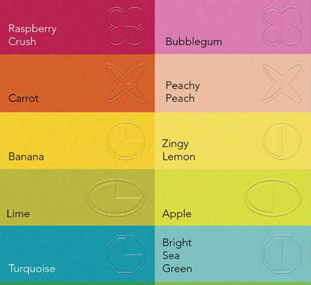 Raspberry
Crush
Bubblegum
Carrot
Peachy
Peach
Banana
Zingy
Lemon
Lime
Apple
Turquoise
Bright
Sea
Green